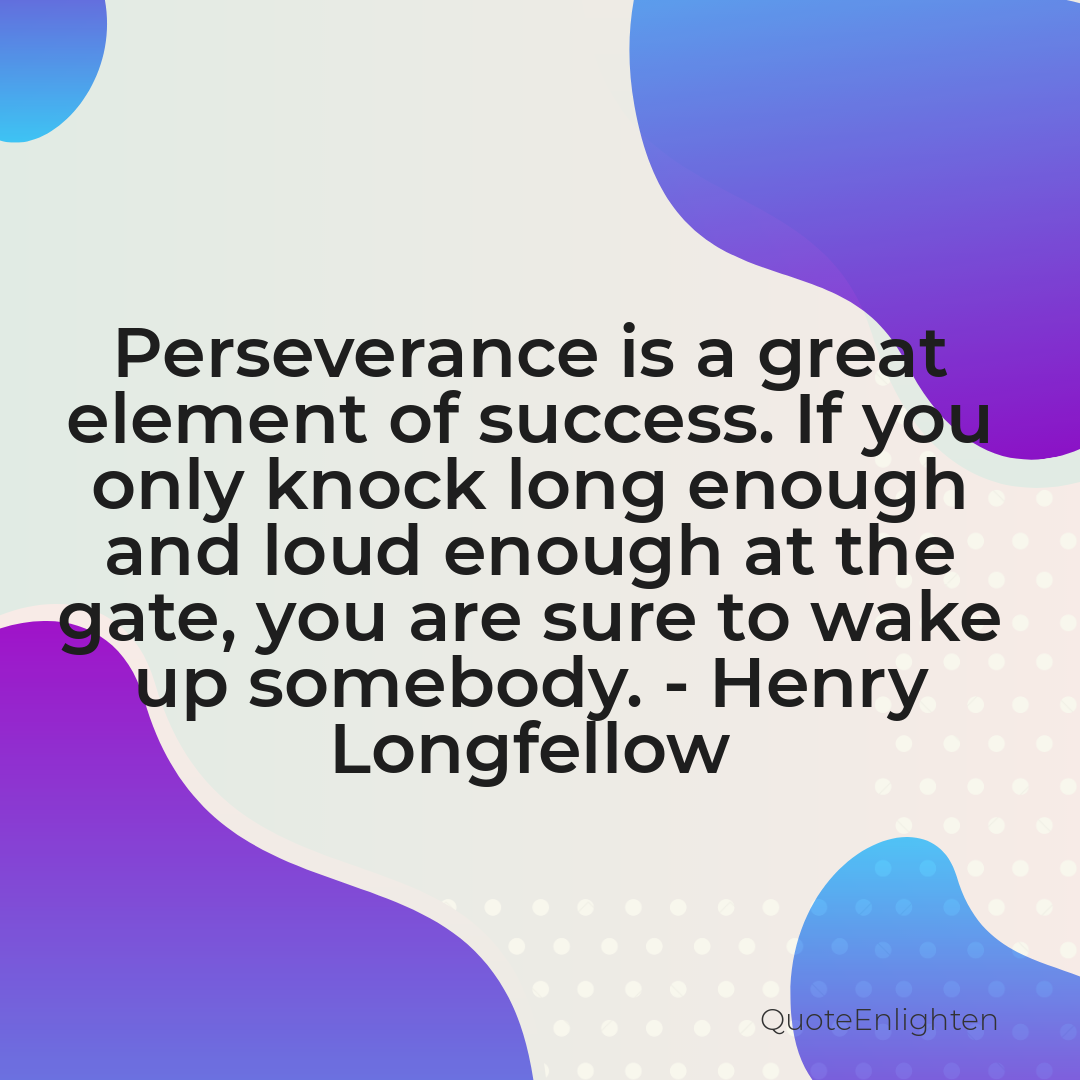 Perseverance is a great
element of success. If you
only knock long enough
and loud enough at the
gate, you are sure to wake
up somebody. - Henry
Longfellow
QuoteEnlighten